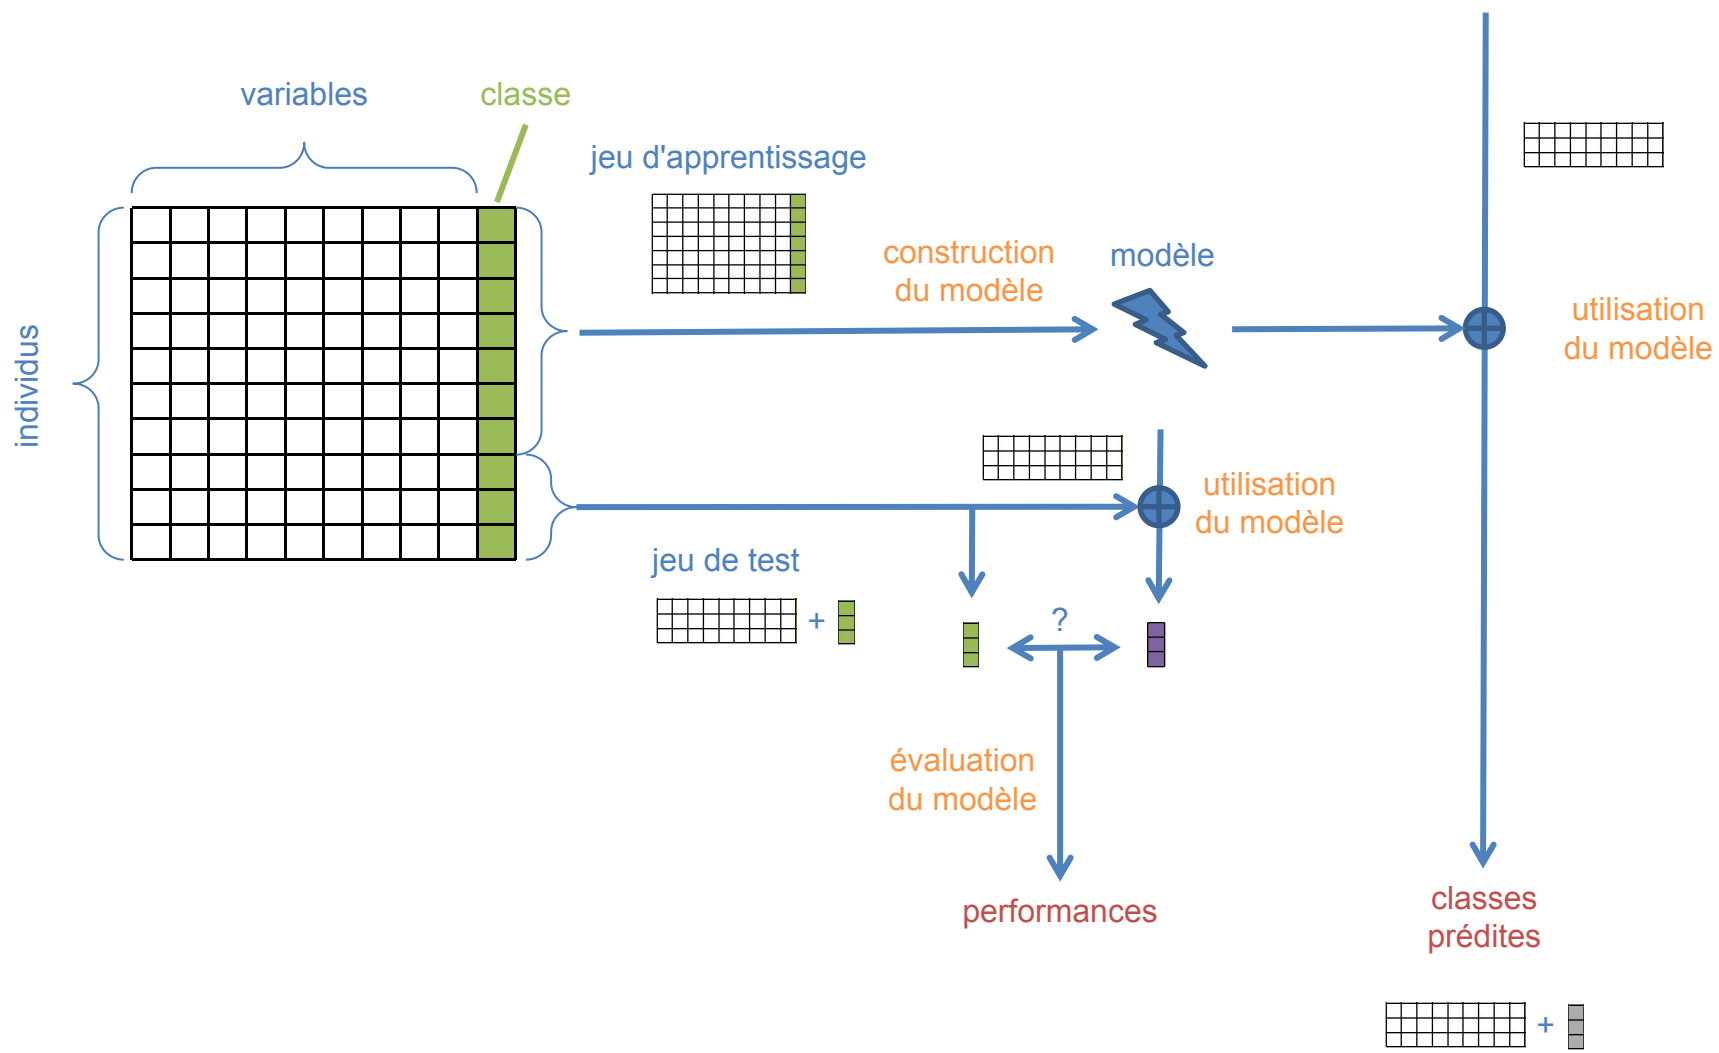 variables
classe
jeu d'apprentissage
construction
du modèle
modèle
utilisation
du modèle
individus
utilisation
du modèle
jeu de test
+
?
évaluation
du modèle
performances
classes
prédites
+